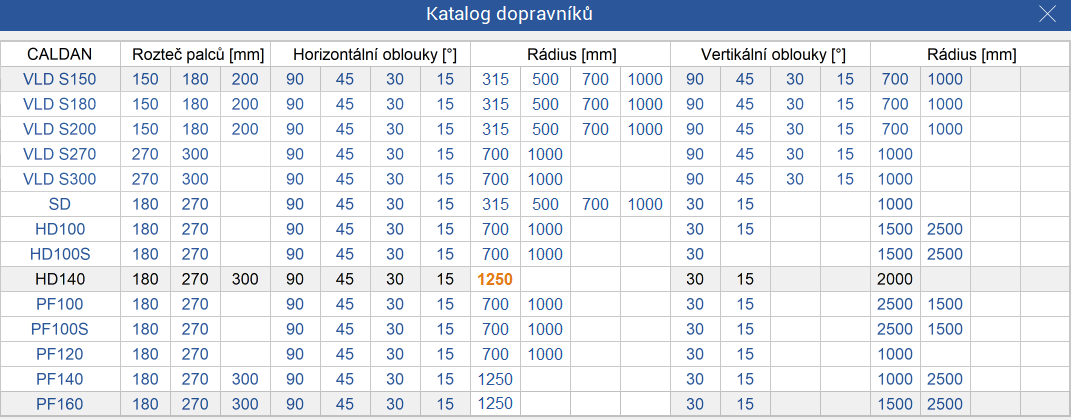 Katalog dopravníků
CALDAN Rozteč palců [mm] Horizontální oblouky [°] Rádius [mm] Vertikální oblouky [°] Rádius [mm]
VLD S150 150 180 200 90 45 30 15 315 500 700 1000 90 45 30 15 700 1000
VLD S180 150 180 200 90 45 30 15 315 500 700 1000 90 45 30 15 700 1000
VLD S200 150 180 200 90 45 30 15 315 500 700 1000 90 45 30 15 700 1000
VLD S270 270 300 90 45 30 15 700 1000 90 45 30 15 1000
VLD S300 270 300 90 45 30 15 700 1000 90 45 30 15 1000
SD 180 270 90 45 30 15 315 500 700 1000 30 15 1000
HD100 180 270 90 45 30 15 700 1000 30 15 1500 2500
HD100S 180 270 90 45 30 15 700 1000 30 1500 2500
HD140 180 270 300 90 45 30 15 1250 30 15 2000
PF100 180 270 90 45 30 15 700 1000 30 15 2500 1500
PF100S 180 270 90 45 30 15 700 1000 30 15 2500 1500
PF120 180 270 90 45 30 15 700 1000 30 15 1000
PF140 180 270 300 90 45 30 15 1250 30 15 1000 2500
PF160 180 270 300 90 45 30 15 1250 30 15 1500 2500